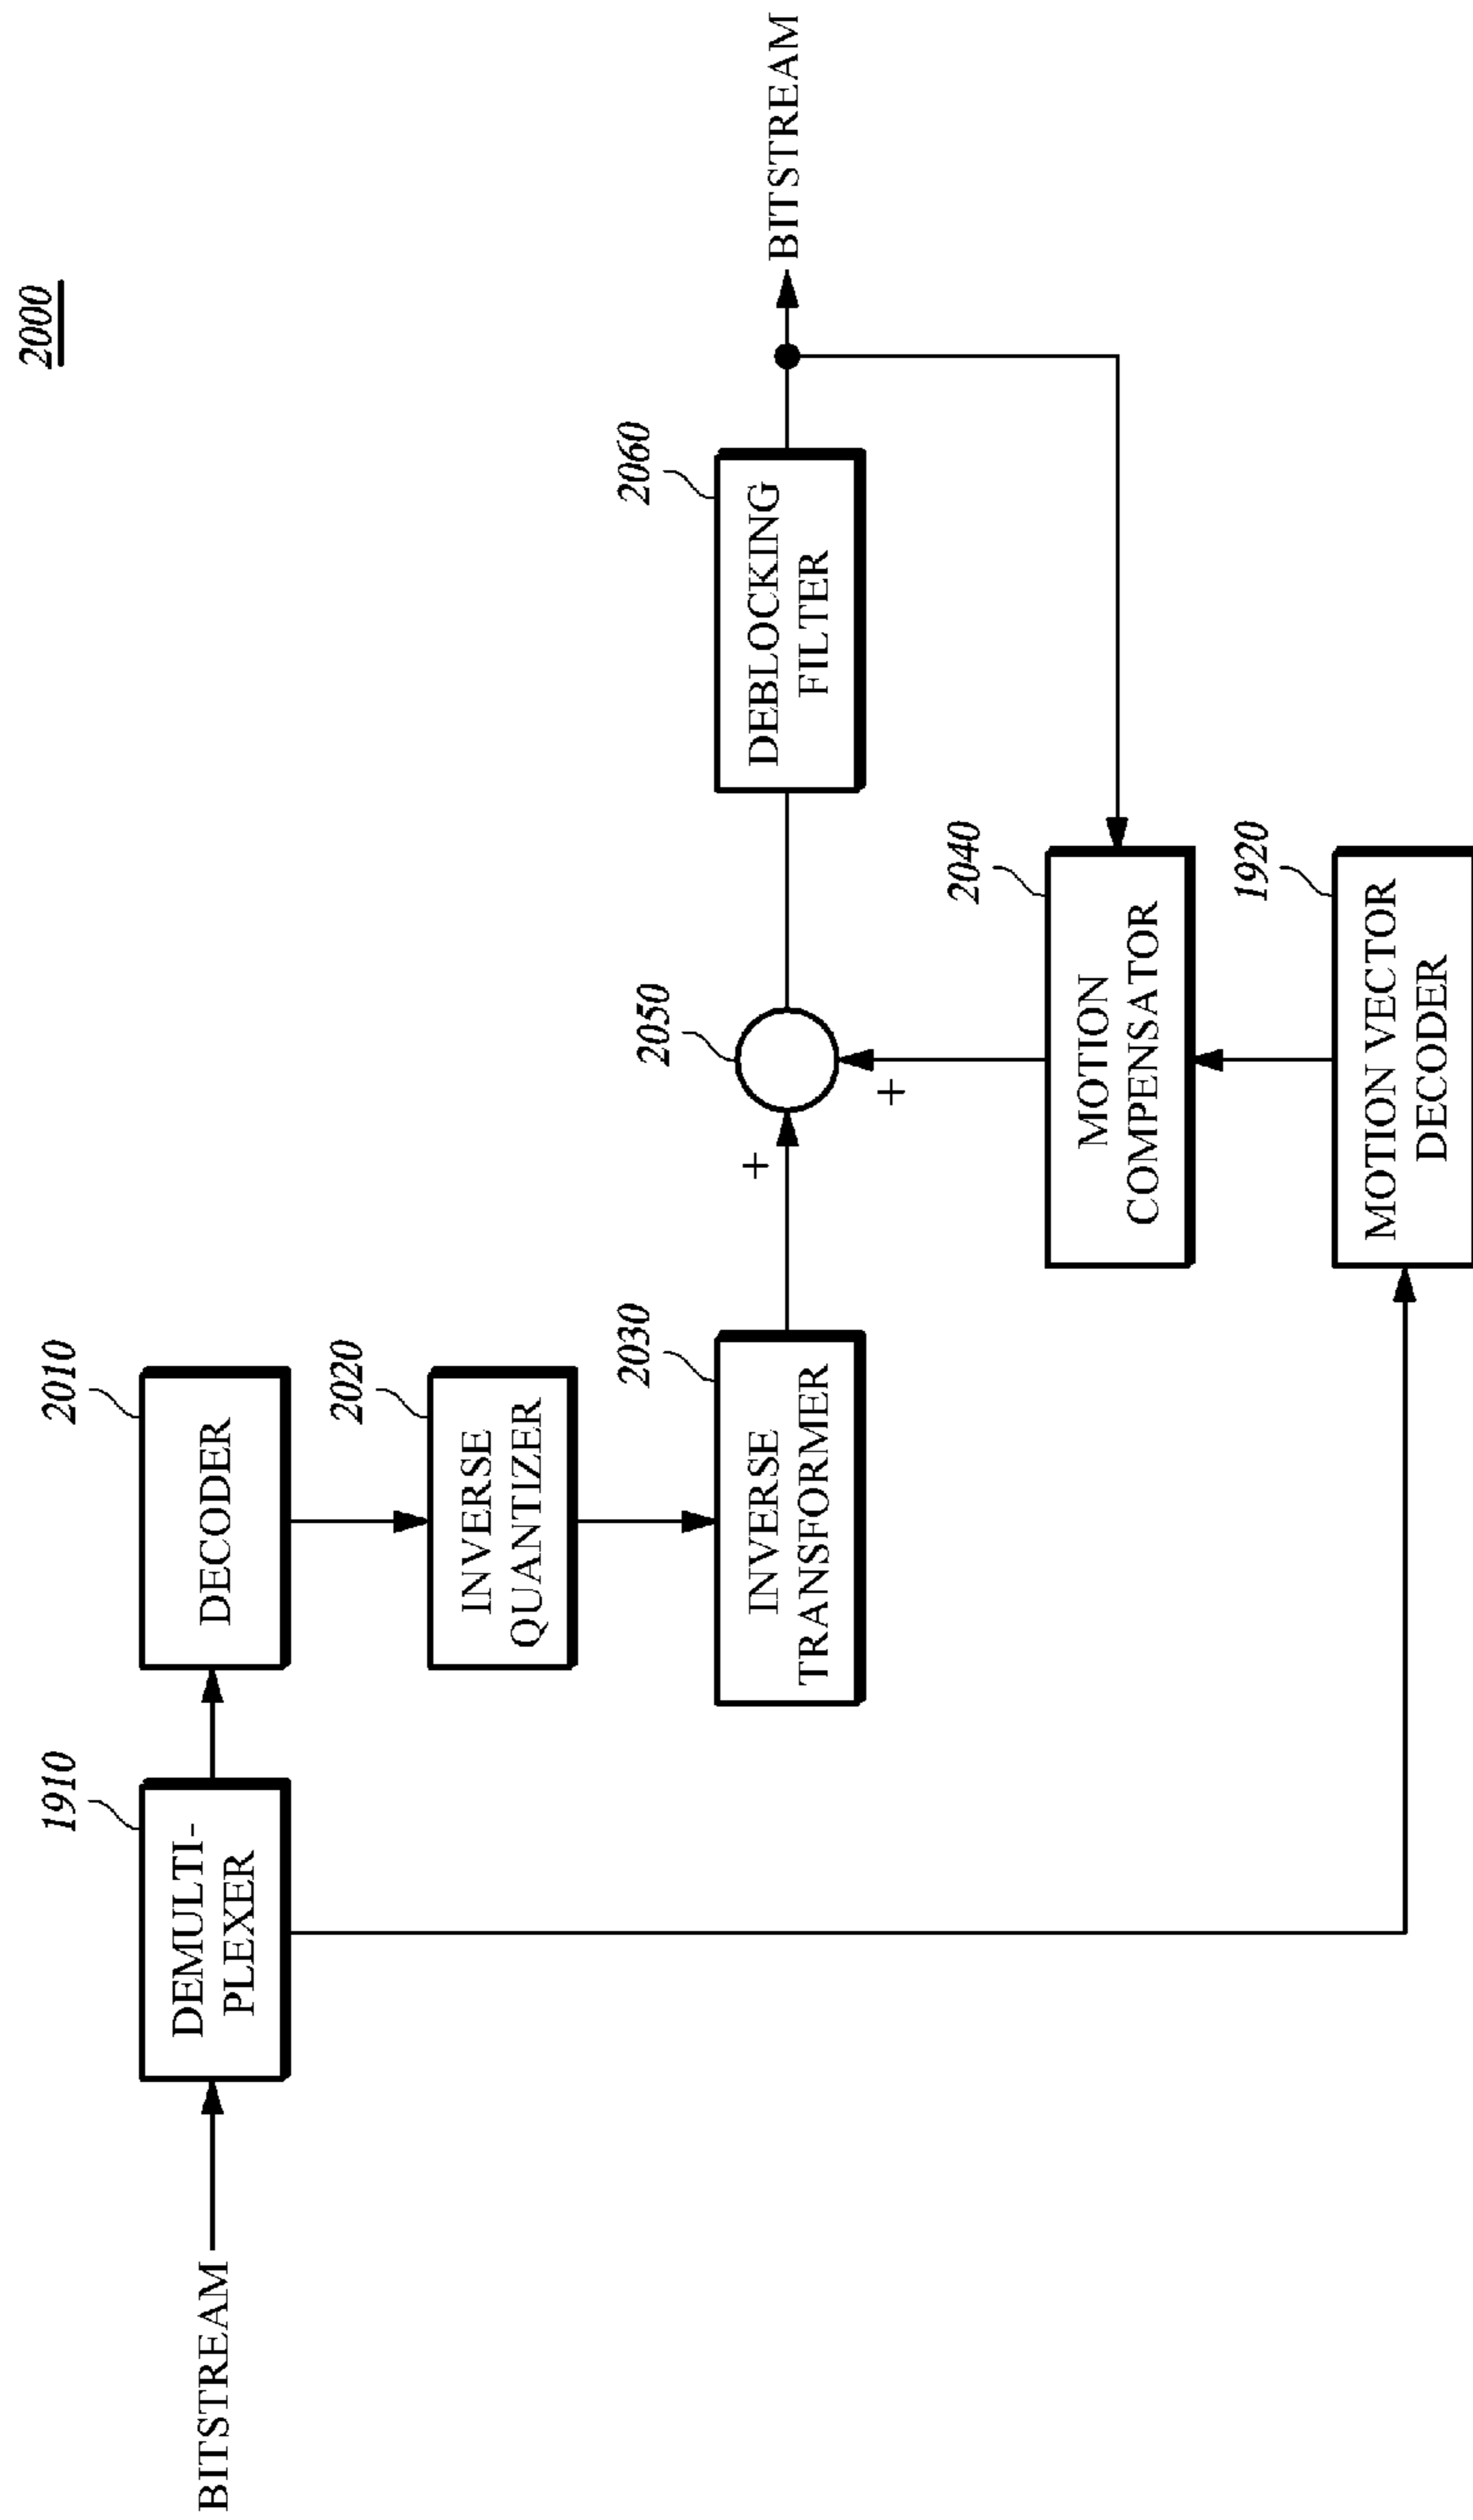 2000
BITSTREAM
1910
DEMULTI-
PLEXER
2010
DECODER
2020
INVERSE
QUANTIZER
2030
INVERSE
TRANSFORMER
+
2050
+
2060
DEBLOCKING
FILTER
BITSTREAM
2040
MOTION
COMPENSATOR
1920
MOTION VECTOR
DECODER